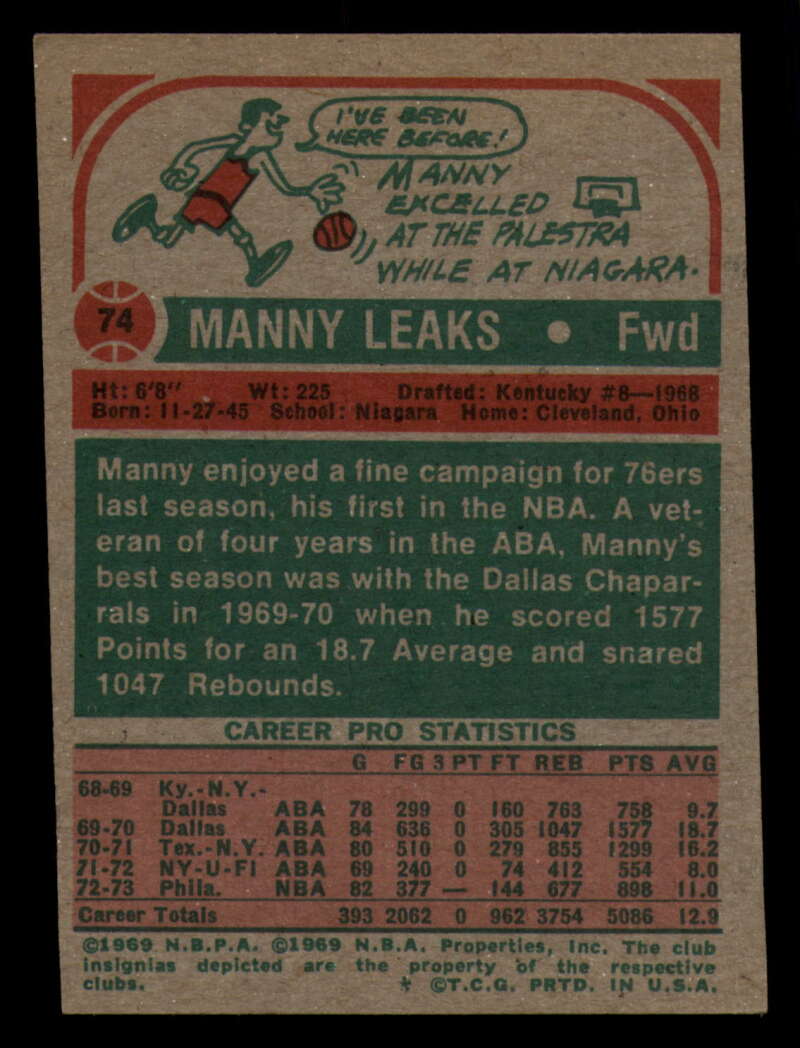 I'VE BEEN
HERE BEFORE!
MANNY
EXCELLED
AT THE PALESTRA
WHILE AT NIAGARA.
74 MANNY LEAKS • Fwd
Ht: 6'8" Wt: 225 Drafted: Kentucky #8—1968
Born: 11-27-45 School: Niagara Home: Cleveland, Ohio
Manny enjoyed a fine campaign for 76ers
last season, his first in the NBA. A vet-
eran of four years in the ABA, Manny's
best season was with the Dallas Chapar-
rals in 1969-70 when he scored 1577
Points for an 18.7 Average and snared
1047 Rebounds.
CAREER PRO STATISTICS
G FG 3PT FT REB PTS AVG
68-69 Ky.-N.Y.-
Dallas ABA 78 299 0 160 763 758 9.7
69-70 Dallas ABA 84 636 0 305 1047 1577 18.7
70-71 Tex.-N.Y. ABA 80 510 0 279 855 1299 16.2
71-72 NY-U-Fl ABA 69 240 0 74 412 554 8.0
72-73 Phila. NBA 82 377 — 144 677 898 11.0
Career Totals 393 2062 0 962 3754 5086 12.9
©1969 N.B.P.A. ©1969 N.B.A. Properties, Inc. The club
insignias depicted are the property of the respective
clubs. * ©T.C.G. PRTD. IN U.S.A.